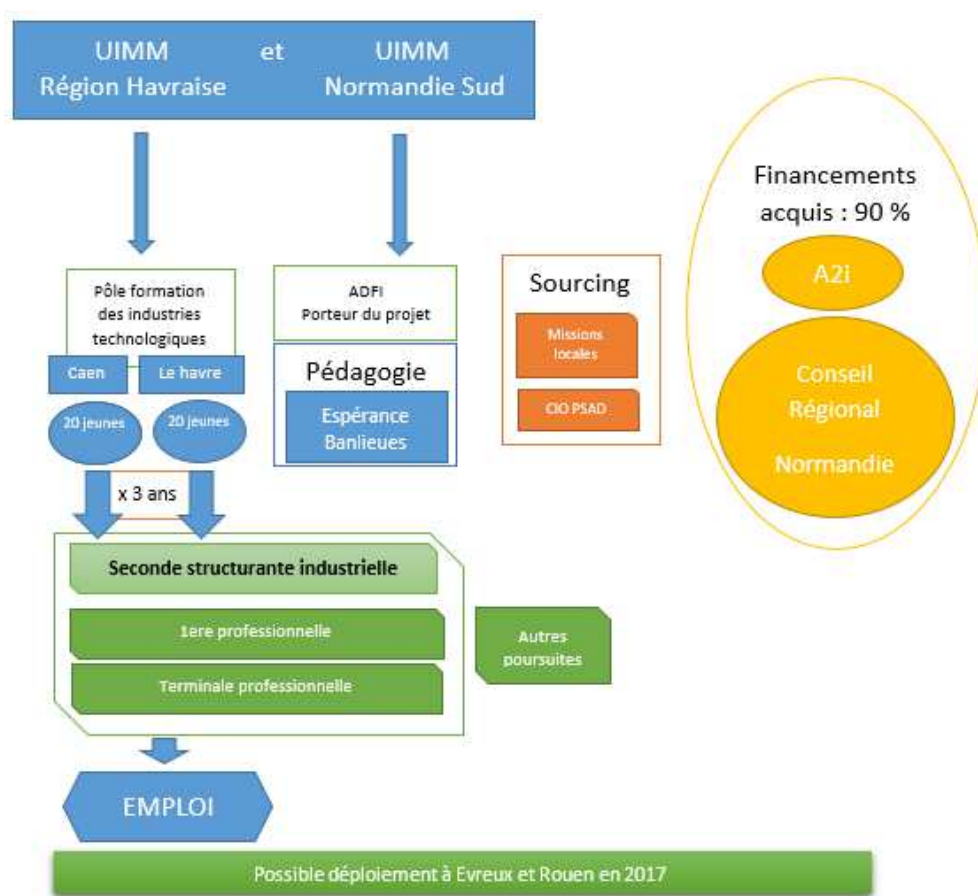 UIMM et UIMM
Région Havraise Normandie Sud
Pôle formation
des industries
technologiques
Caen
Le havre
20 jeunes
20 jeunes
x 3 ans
ADFI
Porteur du projet
Pédagogie
Espérance
Banlieues
Sourcing
Missions
locales
CIO PSAD
Financements
acquis : 90 %
A2i
Conseil
Régional
Normandie
Seconde structurante industrielle
1ere professionnelle
Terminale professionnelle
Autres
poursuites
EMPLOI
Possible déploiement à Evreux et Rouen en 2017